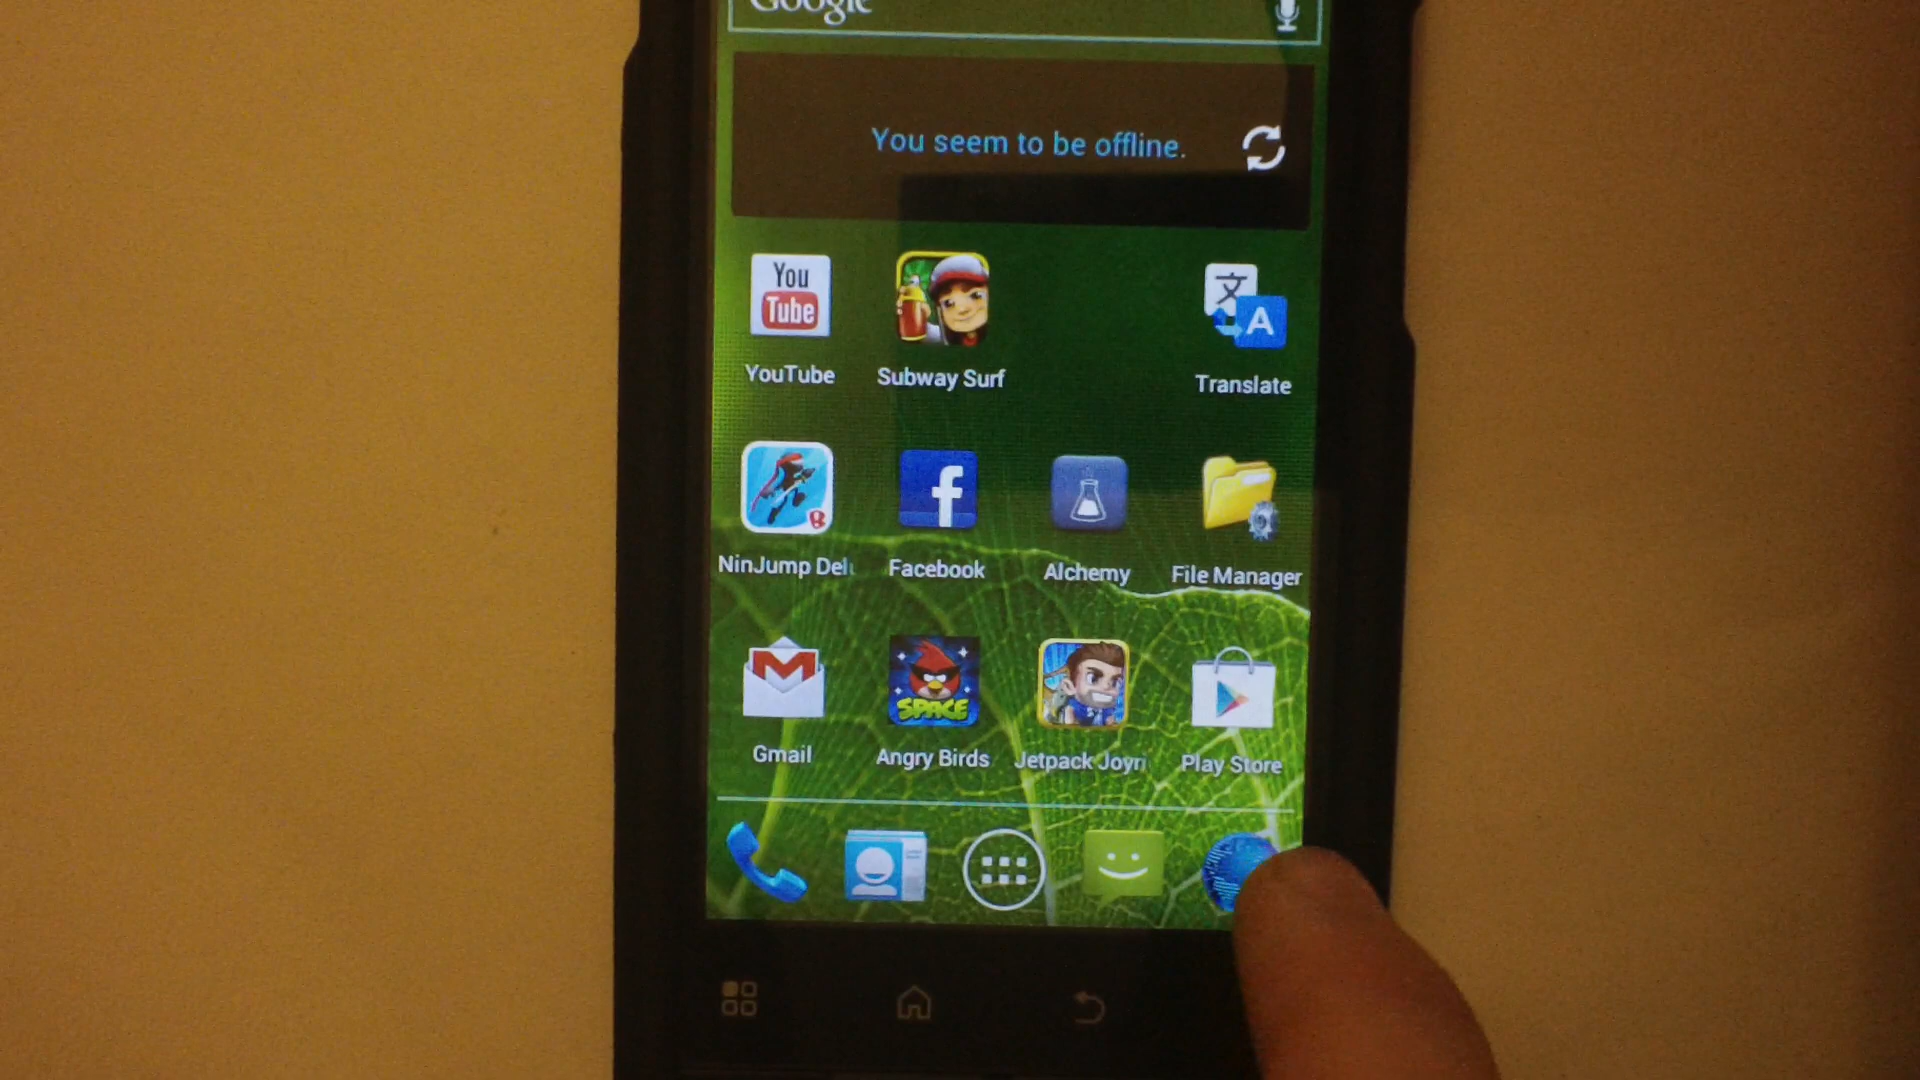 Google
You seem to be offline.
You
Tube
文
A
YouTube
Subway Surf
Translate
f
NinJump Del
Facebook
Alchemy
File Manager
SPACE
Gmail
Angry Birds
Jetpack Joyri
Play Store